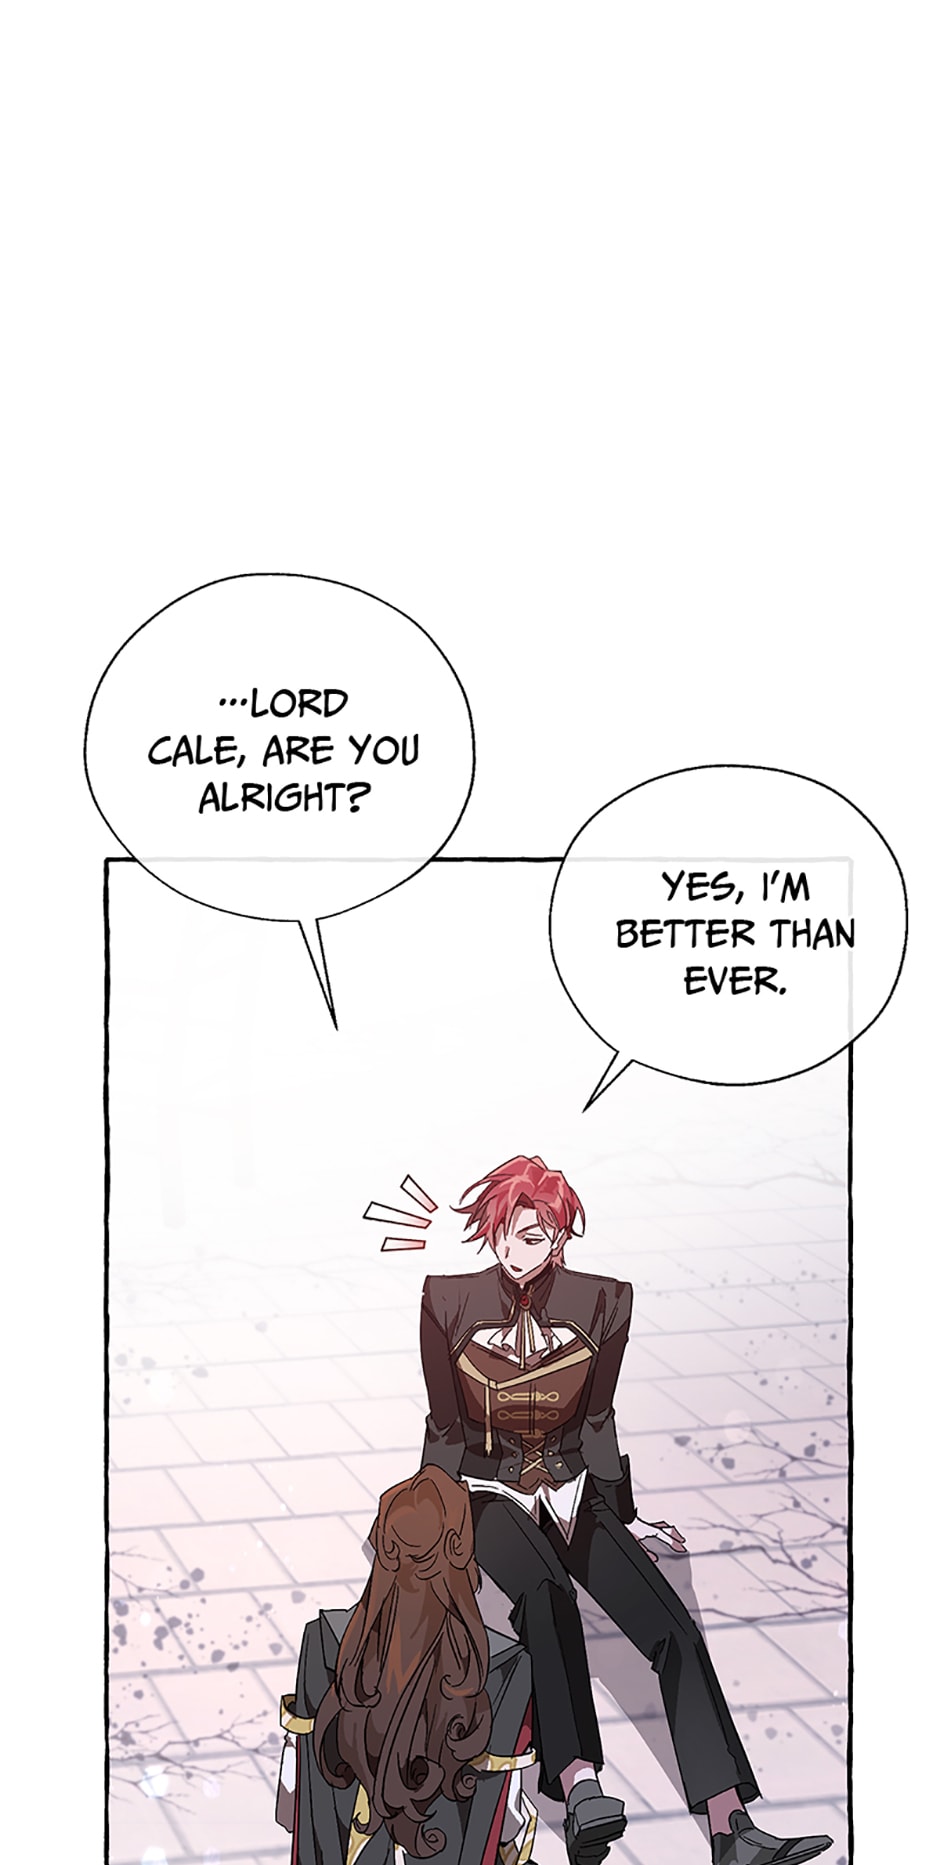 ...LORD
CALE, ARE YOU
ALRIGHT?
YES, I'M
BETTER THAN
EVER.